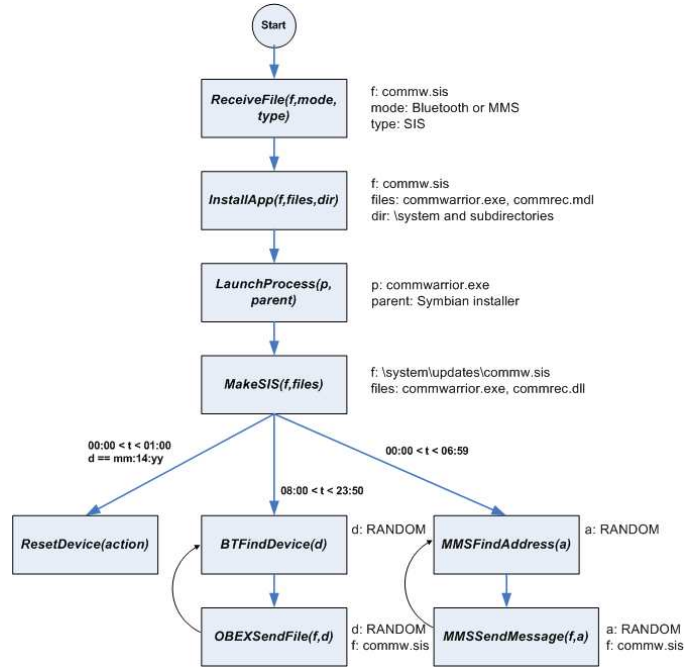 Start
ReceiveFile(f,mode,
type)
f: commw.sis
mode: Bluetooth or MMS
type: SIS
InstallApp(f,files,dir)
f: commw.sis
files: commwarrior.exe, commrec.mdl
dir: \system and subdirectories
LaunchProcess(p,
parent)
p: commwarrior.exe
parent: Symbian installer
MakeSIS(f,files)
f: \system\updates\commw.sis
files: commwarrior.exe, commrec.dll
00:00 < t < 01:00
d == mm:14:yy
08:00 < t < 23:50
00:00 < t < 06:59
ResetDevice(action)
BTFindDevice(d)
d: RANDOM
MMSFindAddress(a)
a: RANDOM
OBEXSendFile(f,d)
d: RANDOM
f: commw.sis
MMSSendMessage(f,a)
a: RANDOM
f: commw.sis